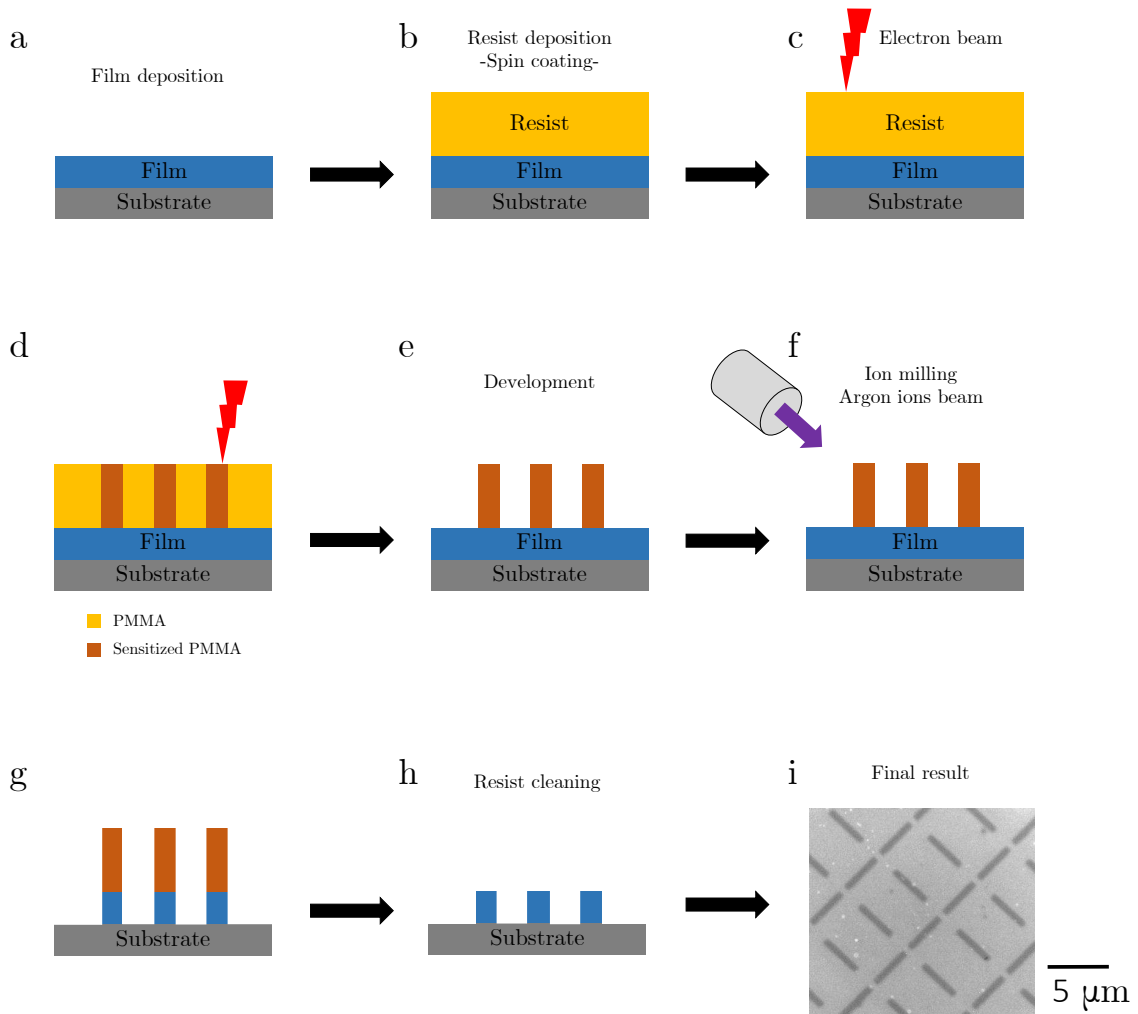 a
Film deposition
Film
Substrate
b
Resist deposition
-Spin coating-
Resist
Film
Substrate
c
Electron beam
Resist
Film
Substrate
d
Film
Substrate
PMMA
Sensitized PMMA
e
Development
Film
Substrate
f
Ion milling
Argon ions beam
Film
Substrate
g
Substrate
h
Resist cleaning
Substrate
i
Final result
5 μm